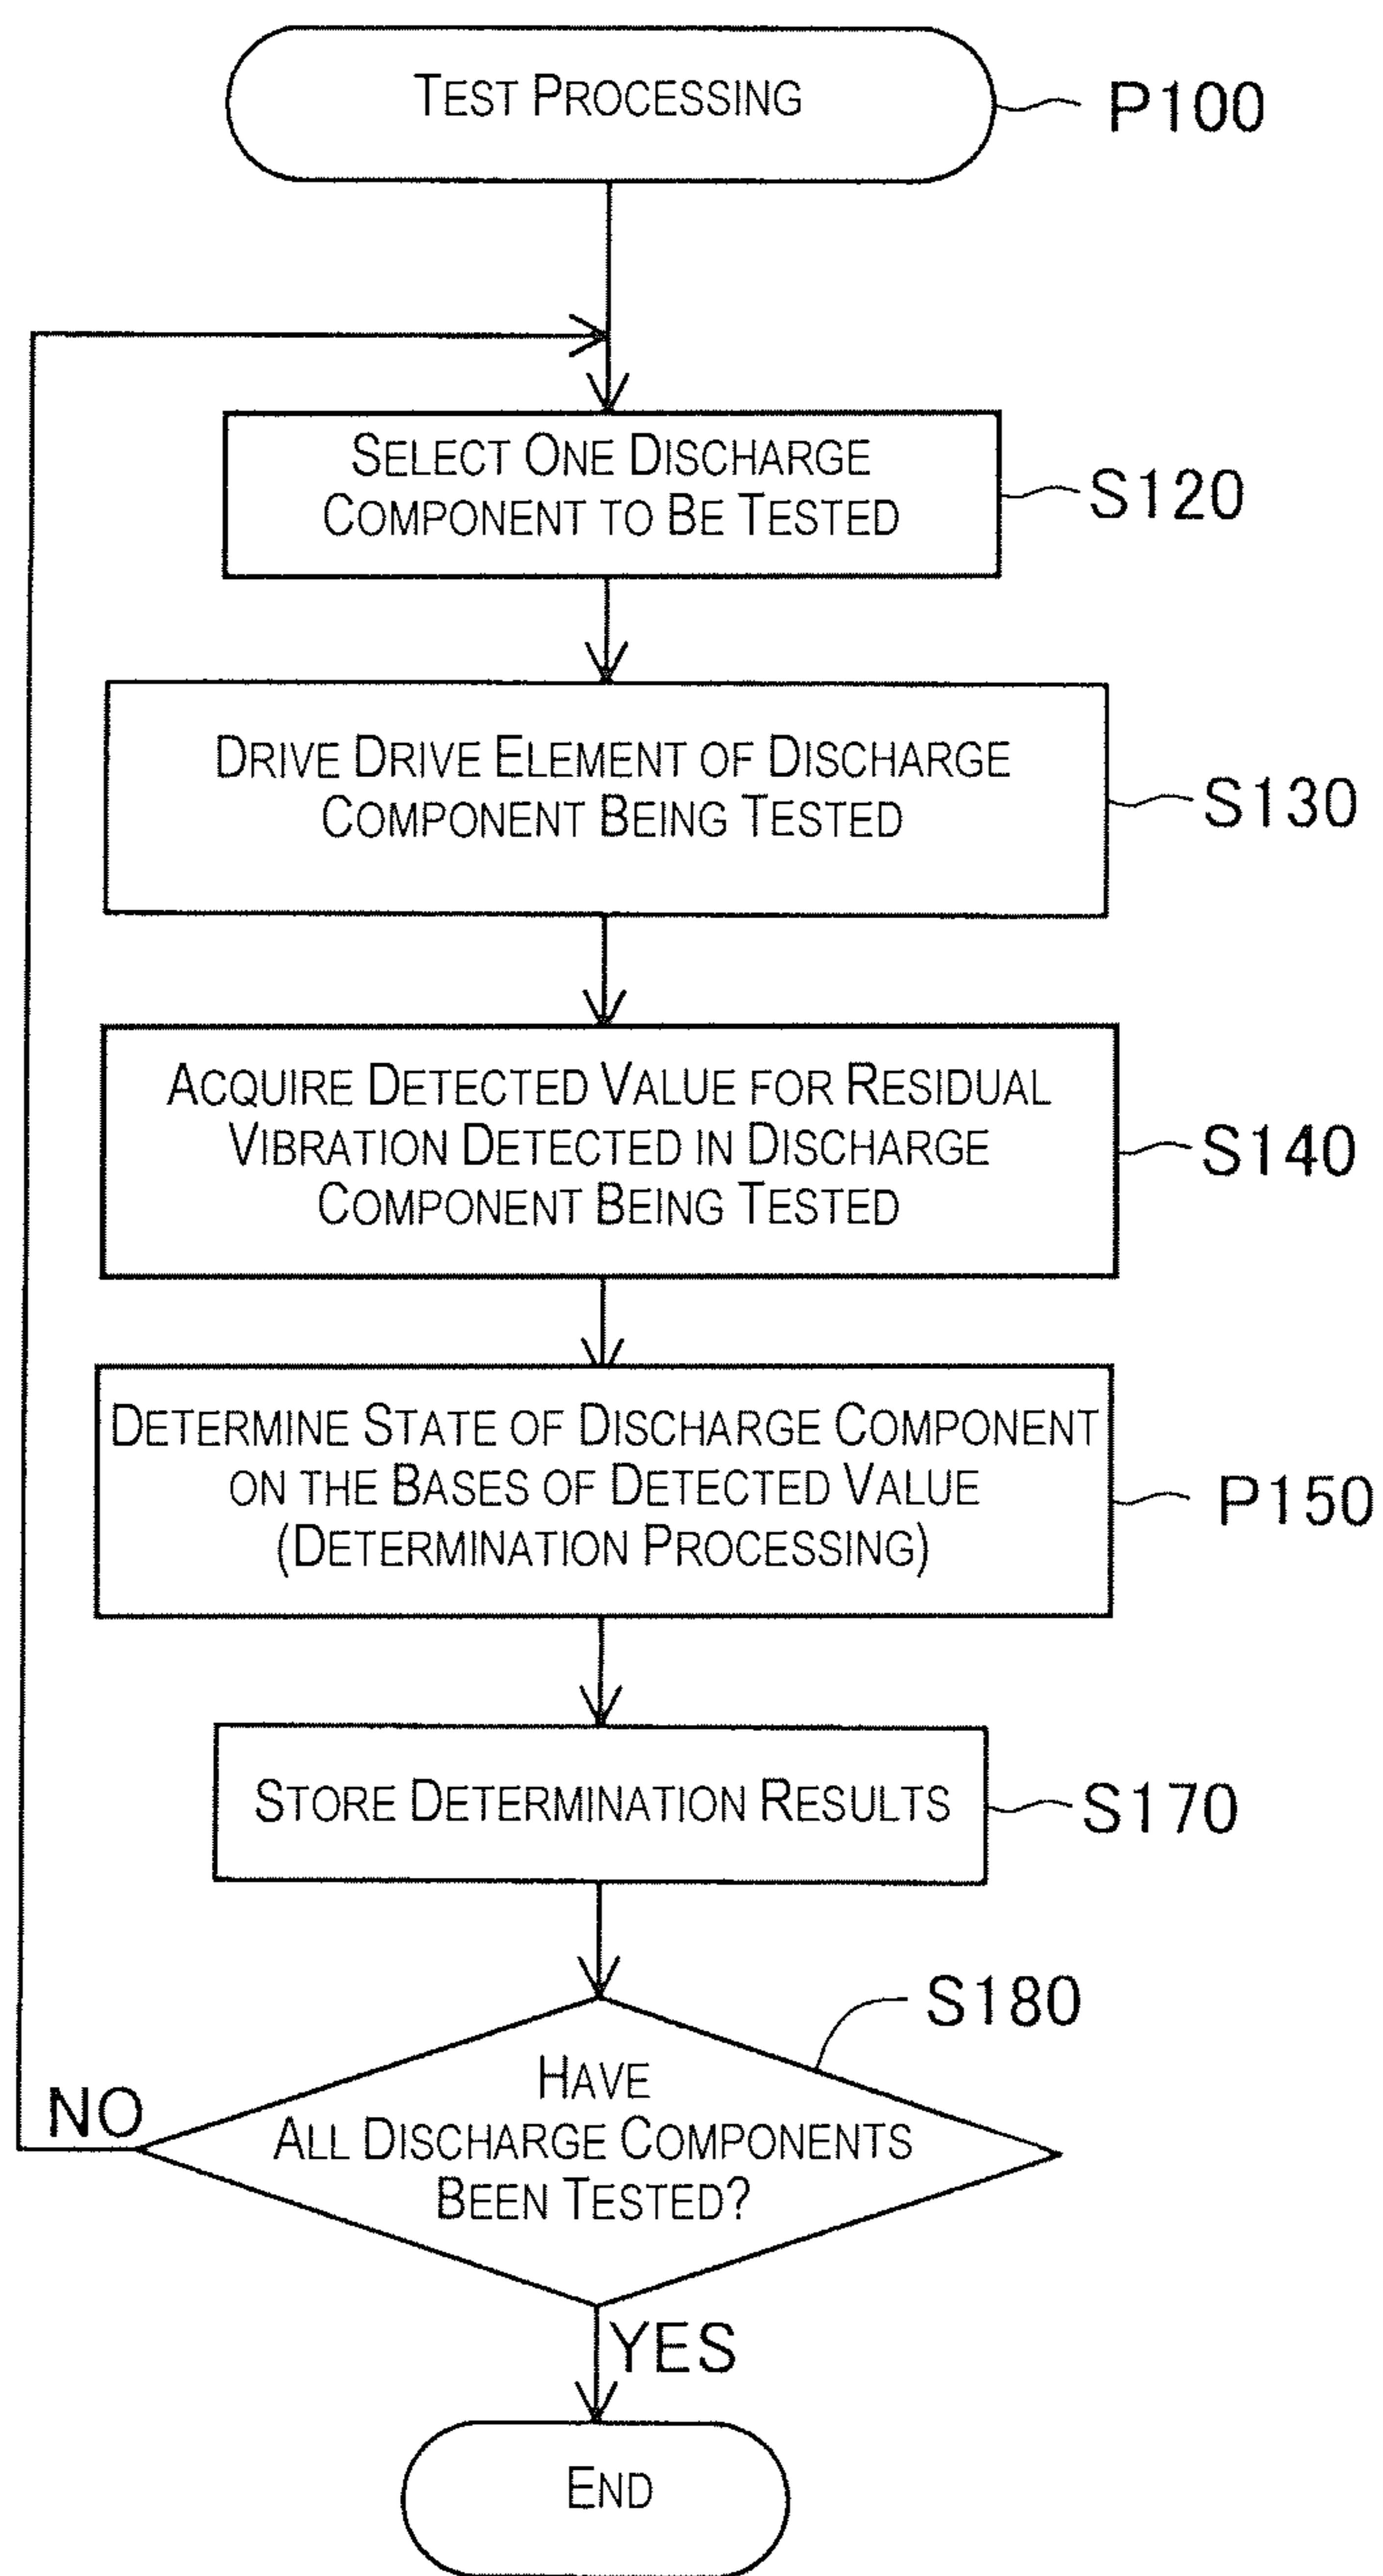 TEST PROCESSING
P100
SELECT ONE DISCHARGE
COMPONENT TO BE TESTED
S120
DRIVE DRIVE ELEMENT OF DISCHARGE
COMPONENT BEING TESTED
S130
ACQUIRE DETECTED VALUE FOR RESIDUAL
VIBRATION DETECTED IN DISCHARGE
COMPONENT BEING TESTED
S140
DETERMINE STATE OF DISCHARGE COMPONENT
ON THE BASES OF DETECTED VALUE
(DETERMINATION PROCESSING)
P150
STORE DETERMINATION RESULTS
S170
S180
HAVE
ALL DISCHARGE COMPONENTS
BEEN TESTED?
NO
YES
END